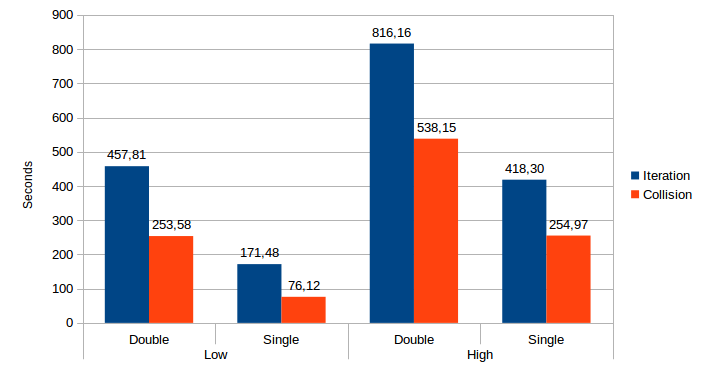 900
800
700
600
500
400
300
200
100
0
Seconds
457,81
253,58
171,48
76,12
816,16
538,15
418,30
254,97
Double
Single
Double
Single
Low
High
Iteration
Collision